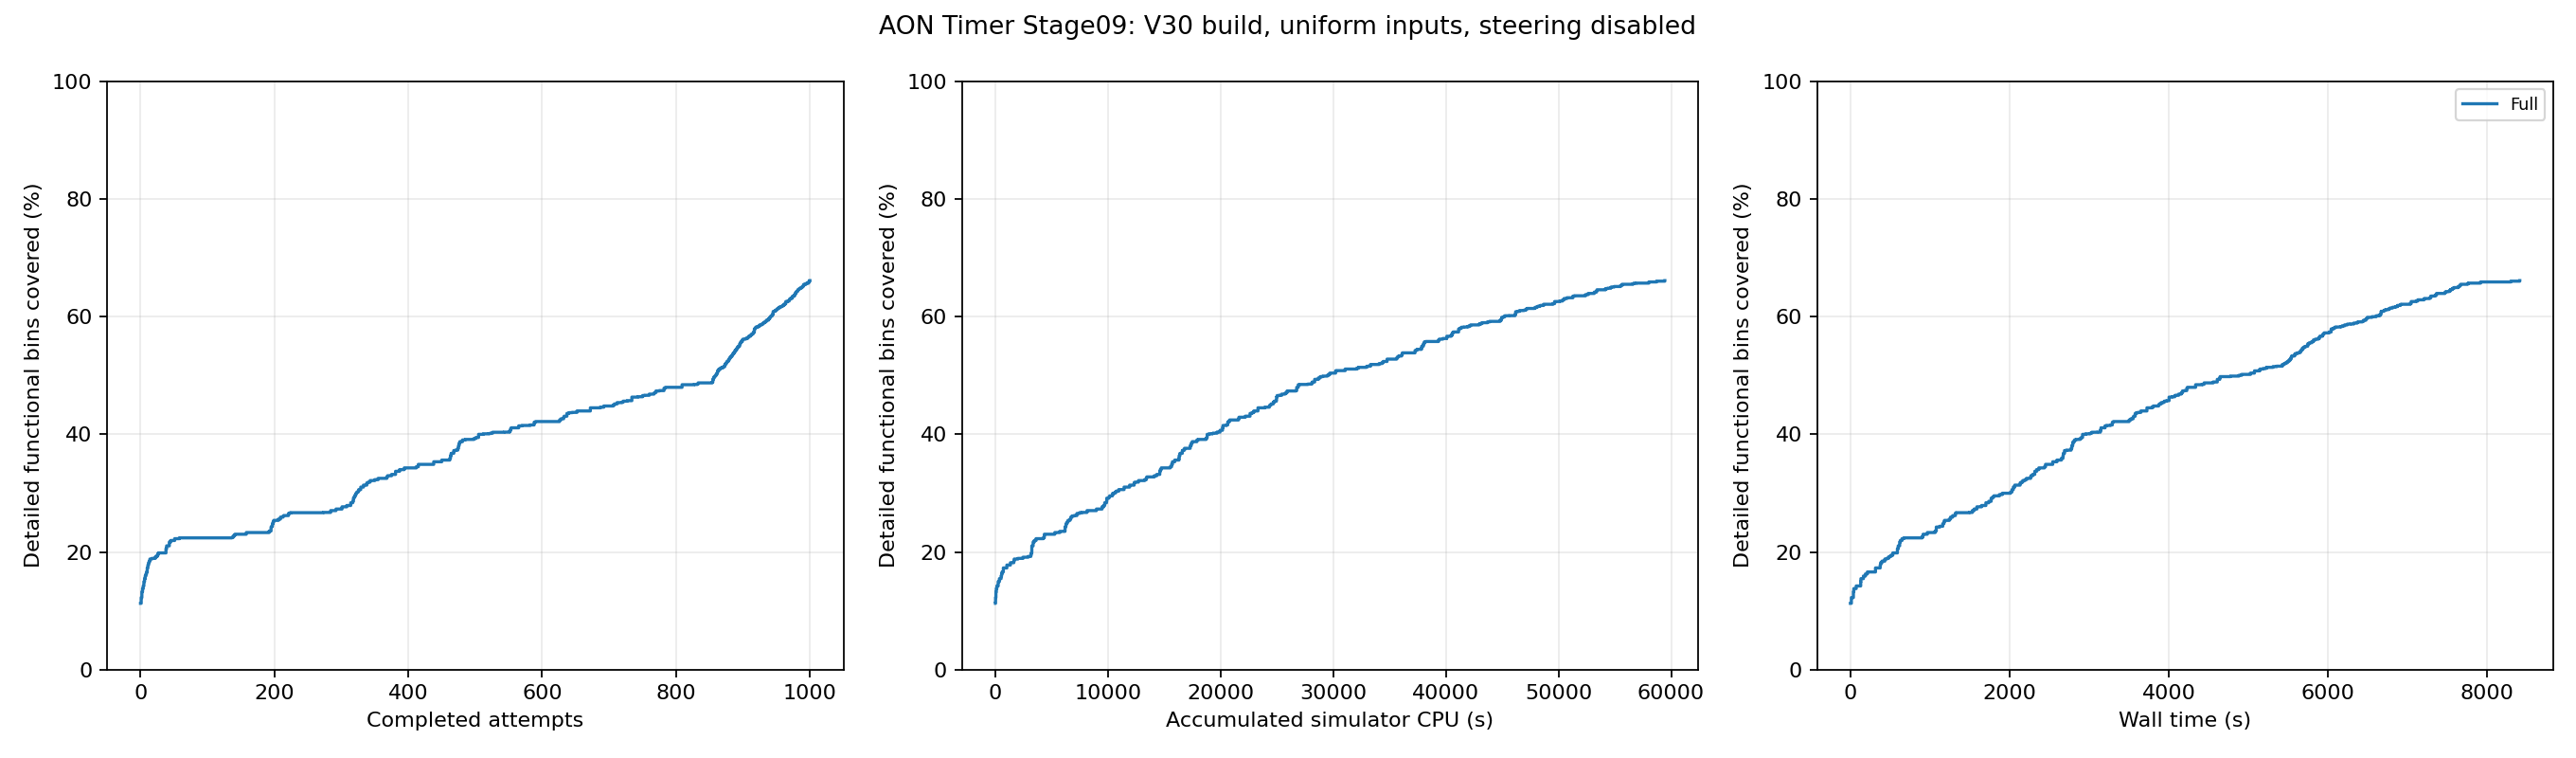 AON Timer Stage09: V30 build, uniform inputs, steering disabled
Detailed functional bins covered (%)
100
80
60
40
20
0
0 200 400 600 800 1000
Completed attempts
Detailed functional bins covered (%)
100
80
60
40
20
0
0 10000 20000 30000 40000 50000 60000
Accumulated simulator CPU (s)
Detailed functional bins covered (%)
100
80
60
40
20
0
0 2000 4000 6000 8000
Wall time (s)
Full